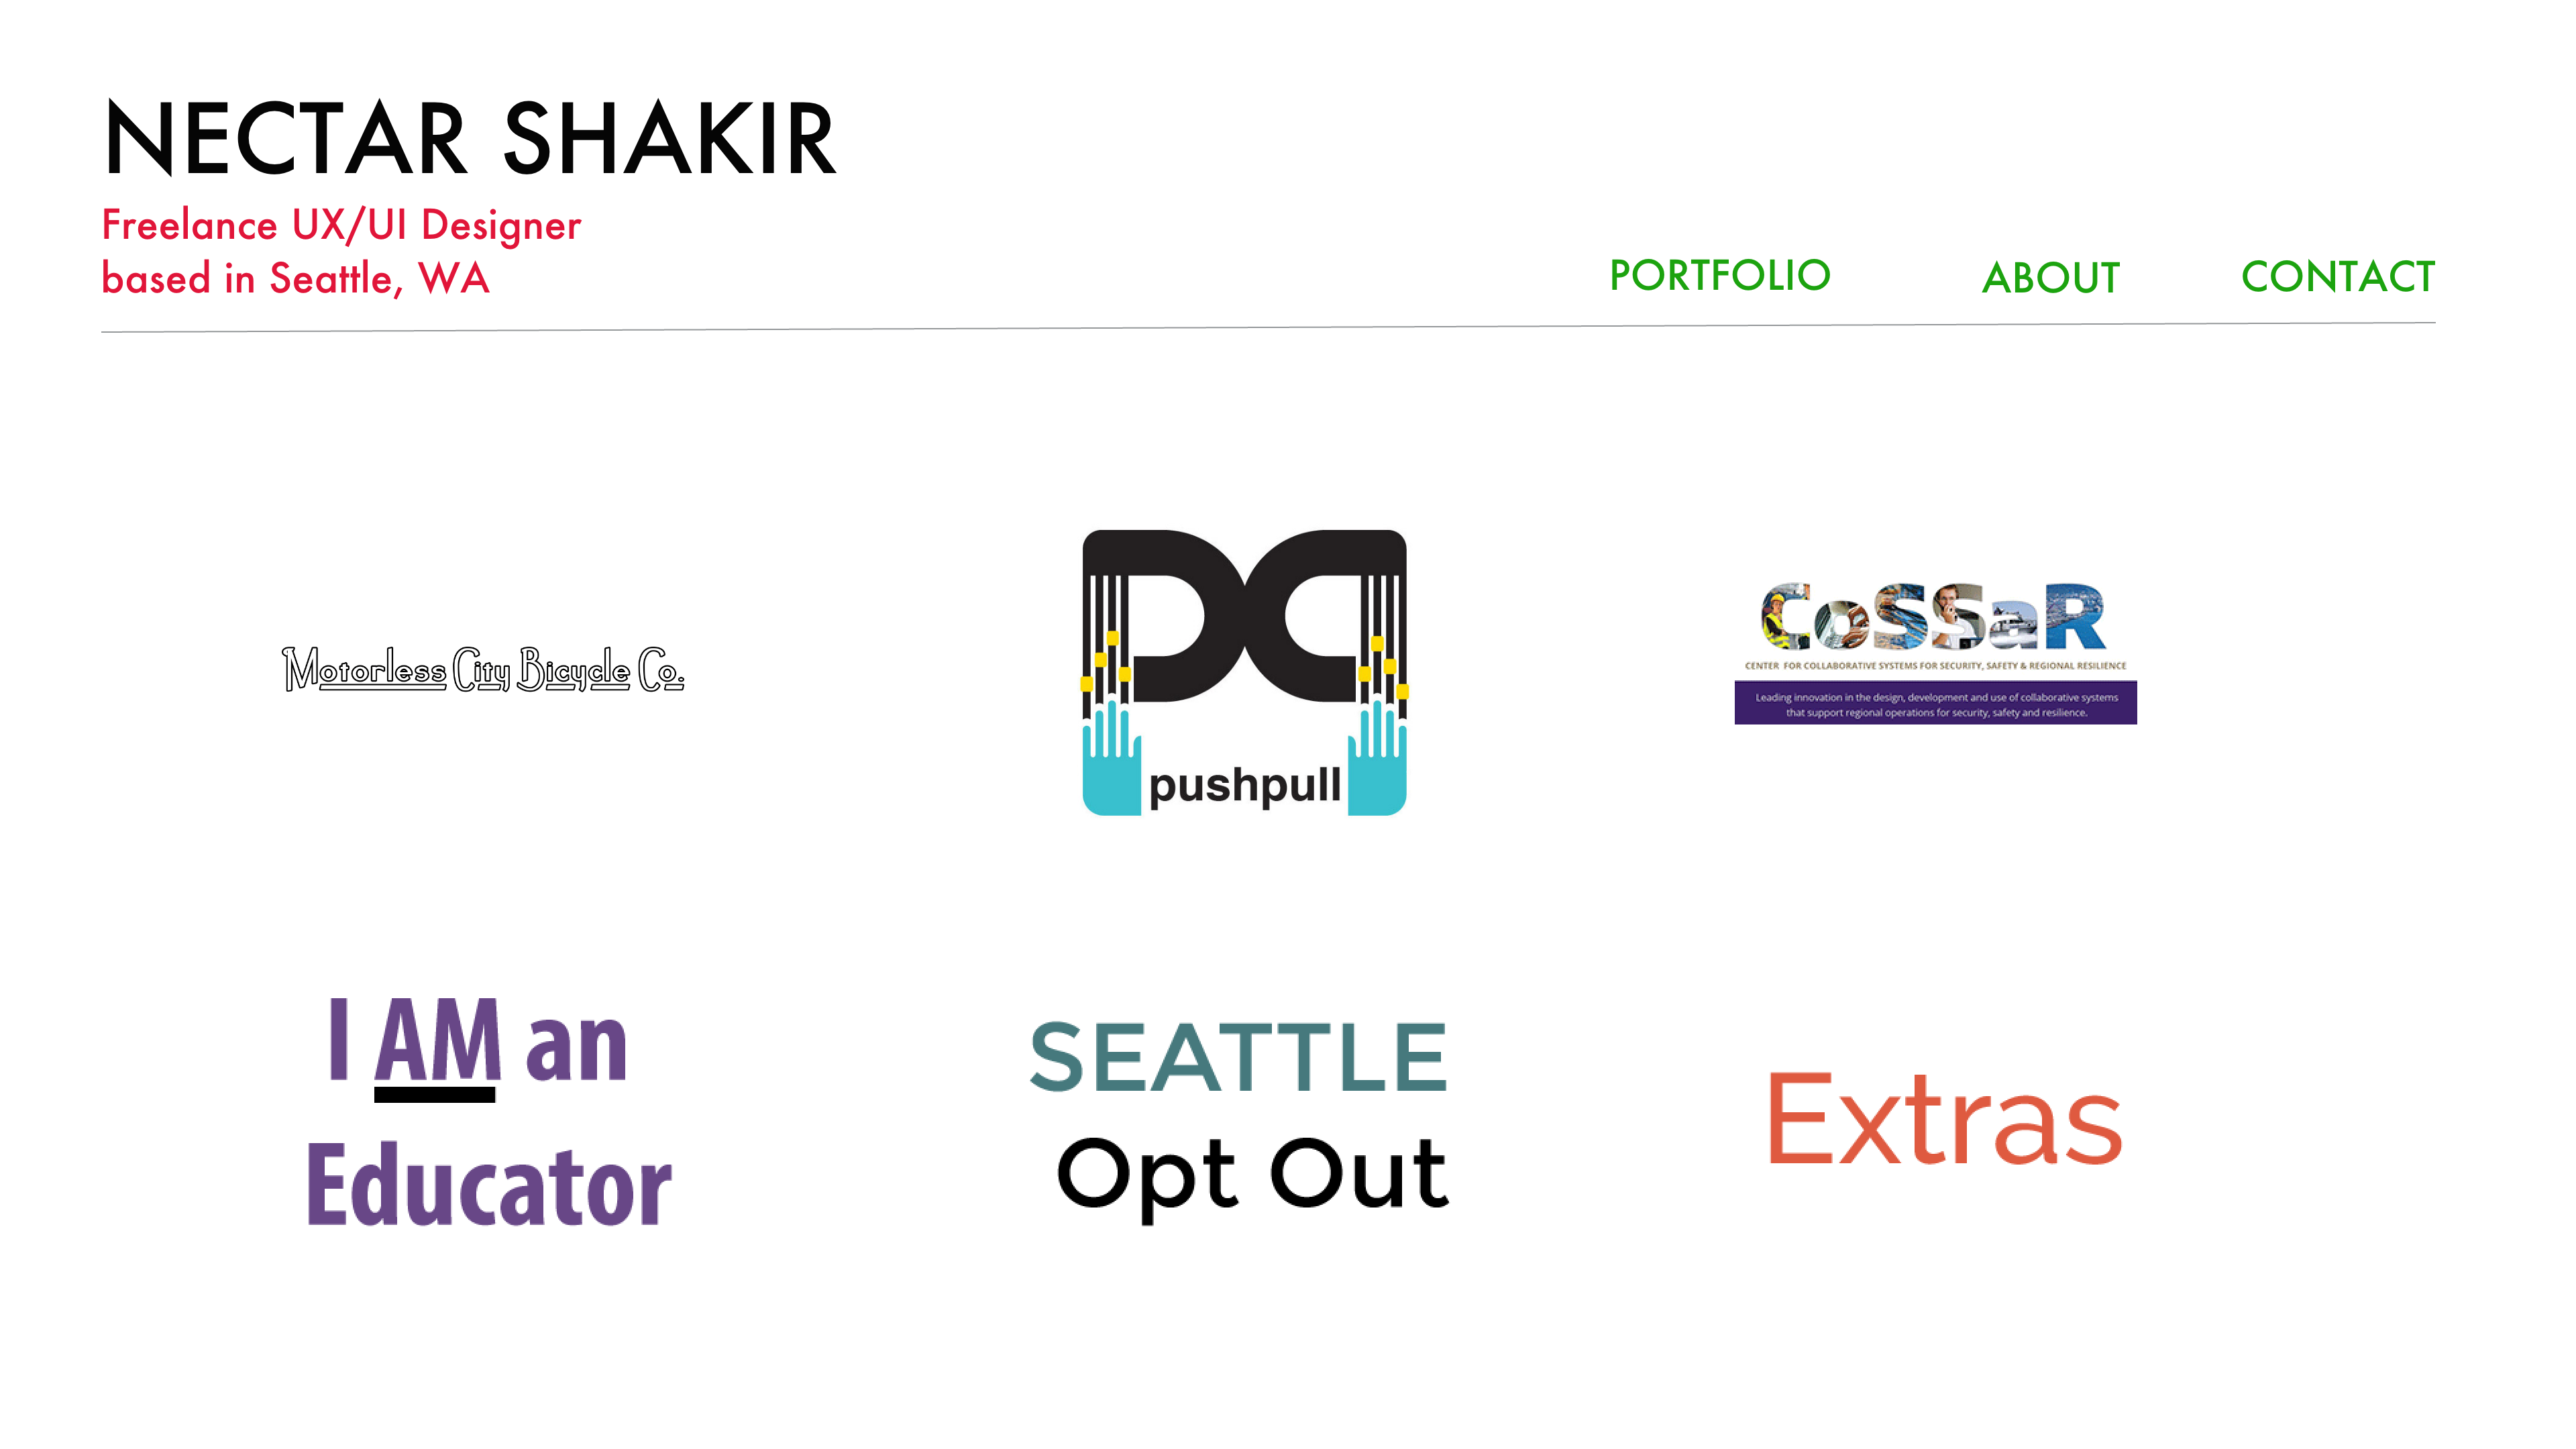 NECTAR SHAKIR
Freelance UX/UI Designer
based in Seattle, WA
PORTFOLIO
ABOUT
CONTACT
Motorless City Bicycle Co.
pushpull
CoSSaR
CENTER FOR COLLABORATIVE SYSTEMS FOR SECURITY, SAFETY & REGIONAL RESILIENCE
Leading innovation in the design, development and use of collaborative systems
that support regional operations for security, safety and resilience.
I AM an
Educator
SEATTLE
Opt Out
Extras